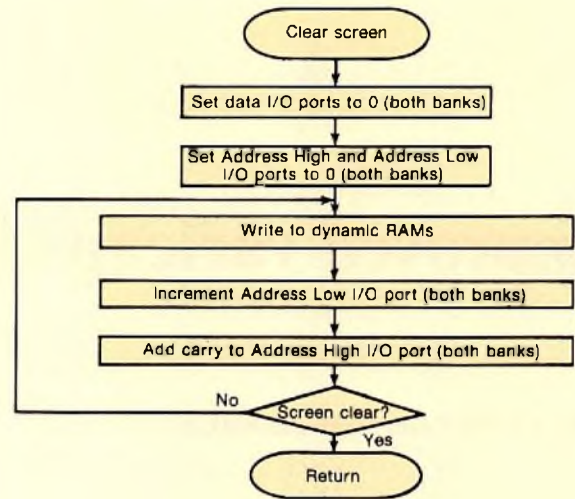 Clear screen
Set data I/O ports to 0 (both banks)
Set Address High and Address Low
I/O ports to 0 (both banks)
Write to dynamic RAMs
Increment Address Low I/O port (both banks)
Add carry to Address High I/O port (both banks)
No
Screen clear?
Yes
Return